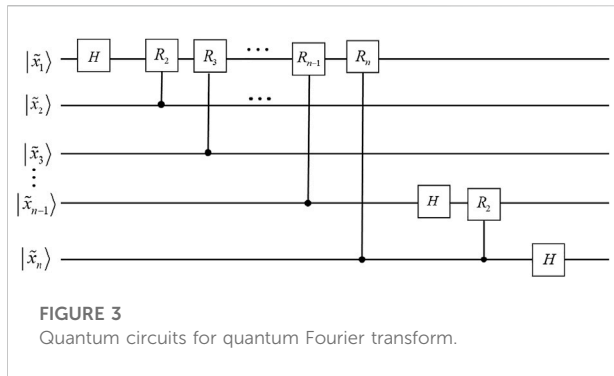 |x̃₁⟩ H R₂ R₃ ··· Rₙ₋₁ Rₙ
|x̃₂⟩ ···
|x̃₃⟩
⋮
|x̃ₙ₋₁⟩ H R₂
|x̃ₙ⟩ H
FIGURE 3
Quantum circuits for quantum Fourier transform.